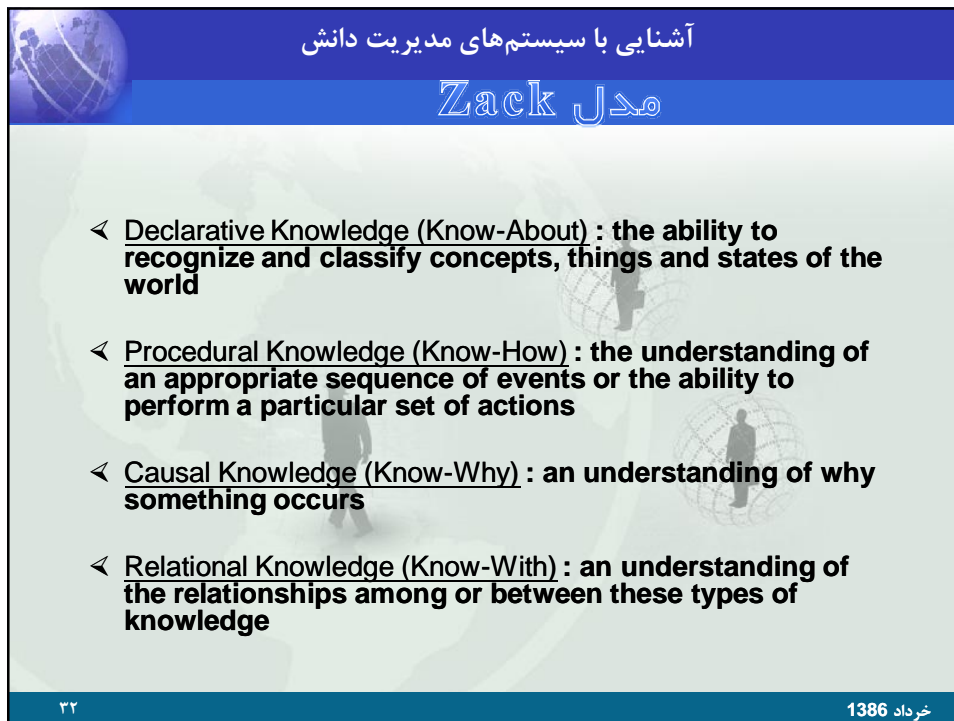 آشنایی با سیستم‌های مدیریت دانش
مدل Zack
Declarative Knowledge (Know-About) : the ability to
recognize and classify concepts, things and states of the
world
Procedural Knowledge (Know-How) : the understanding of
an appropriate sequence of events or the ability to
perform a particular set of actions
Causal Knowledge (Know-Why) : an understanding of why
something occurs
Relational Knowledge (Know-With) : an understanding of
the relationships among or between these types of
knowledge
۳۲
خرداد 1386